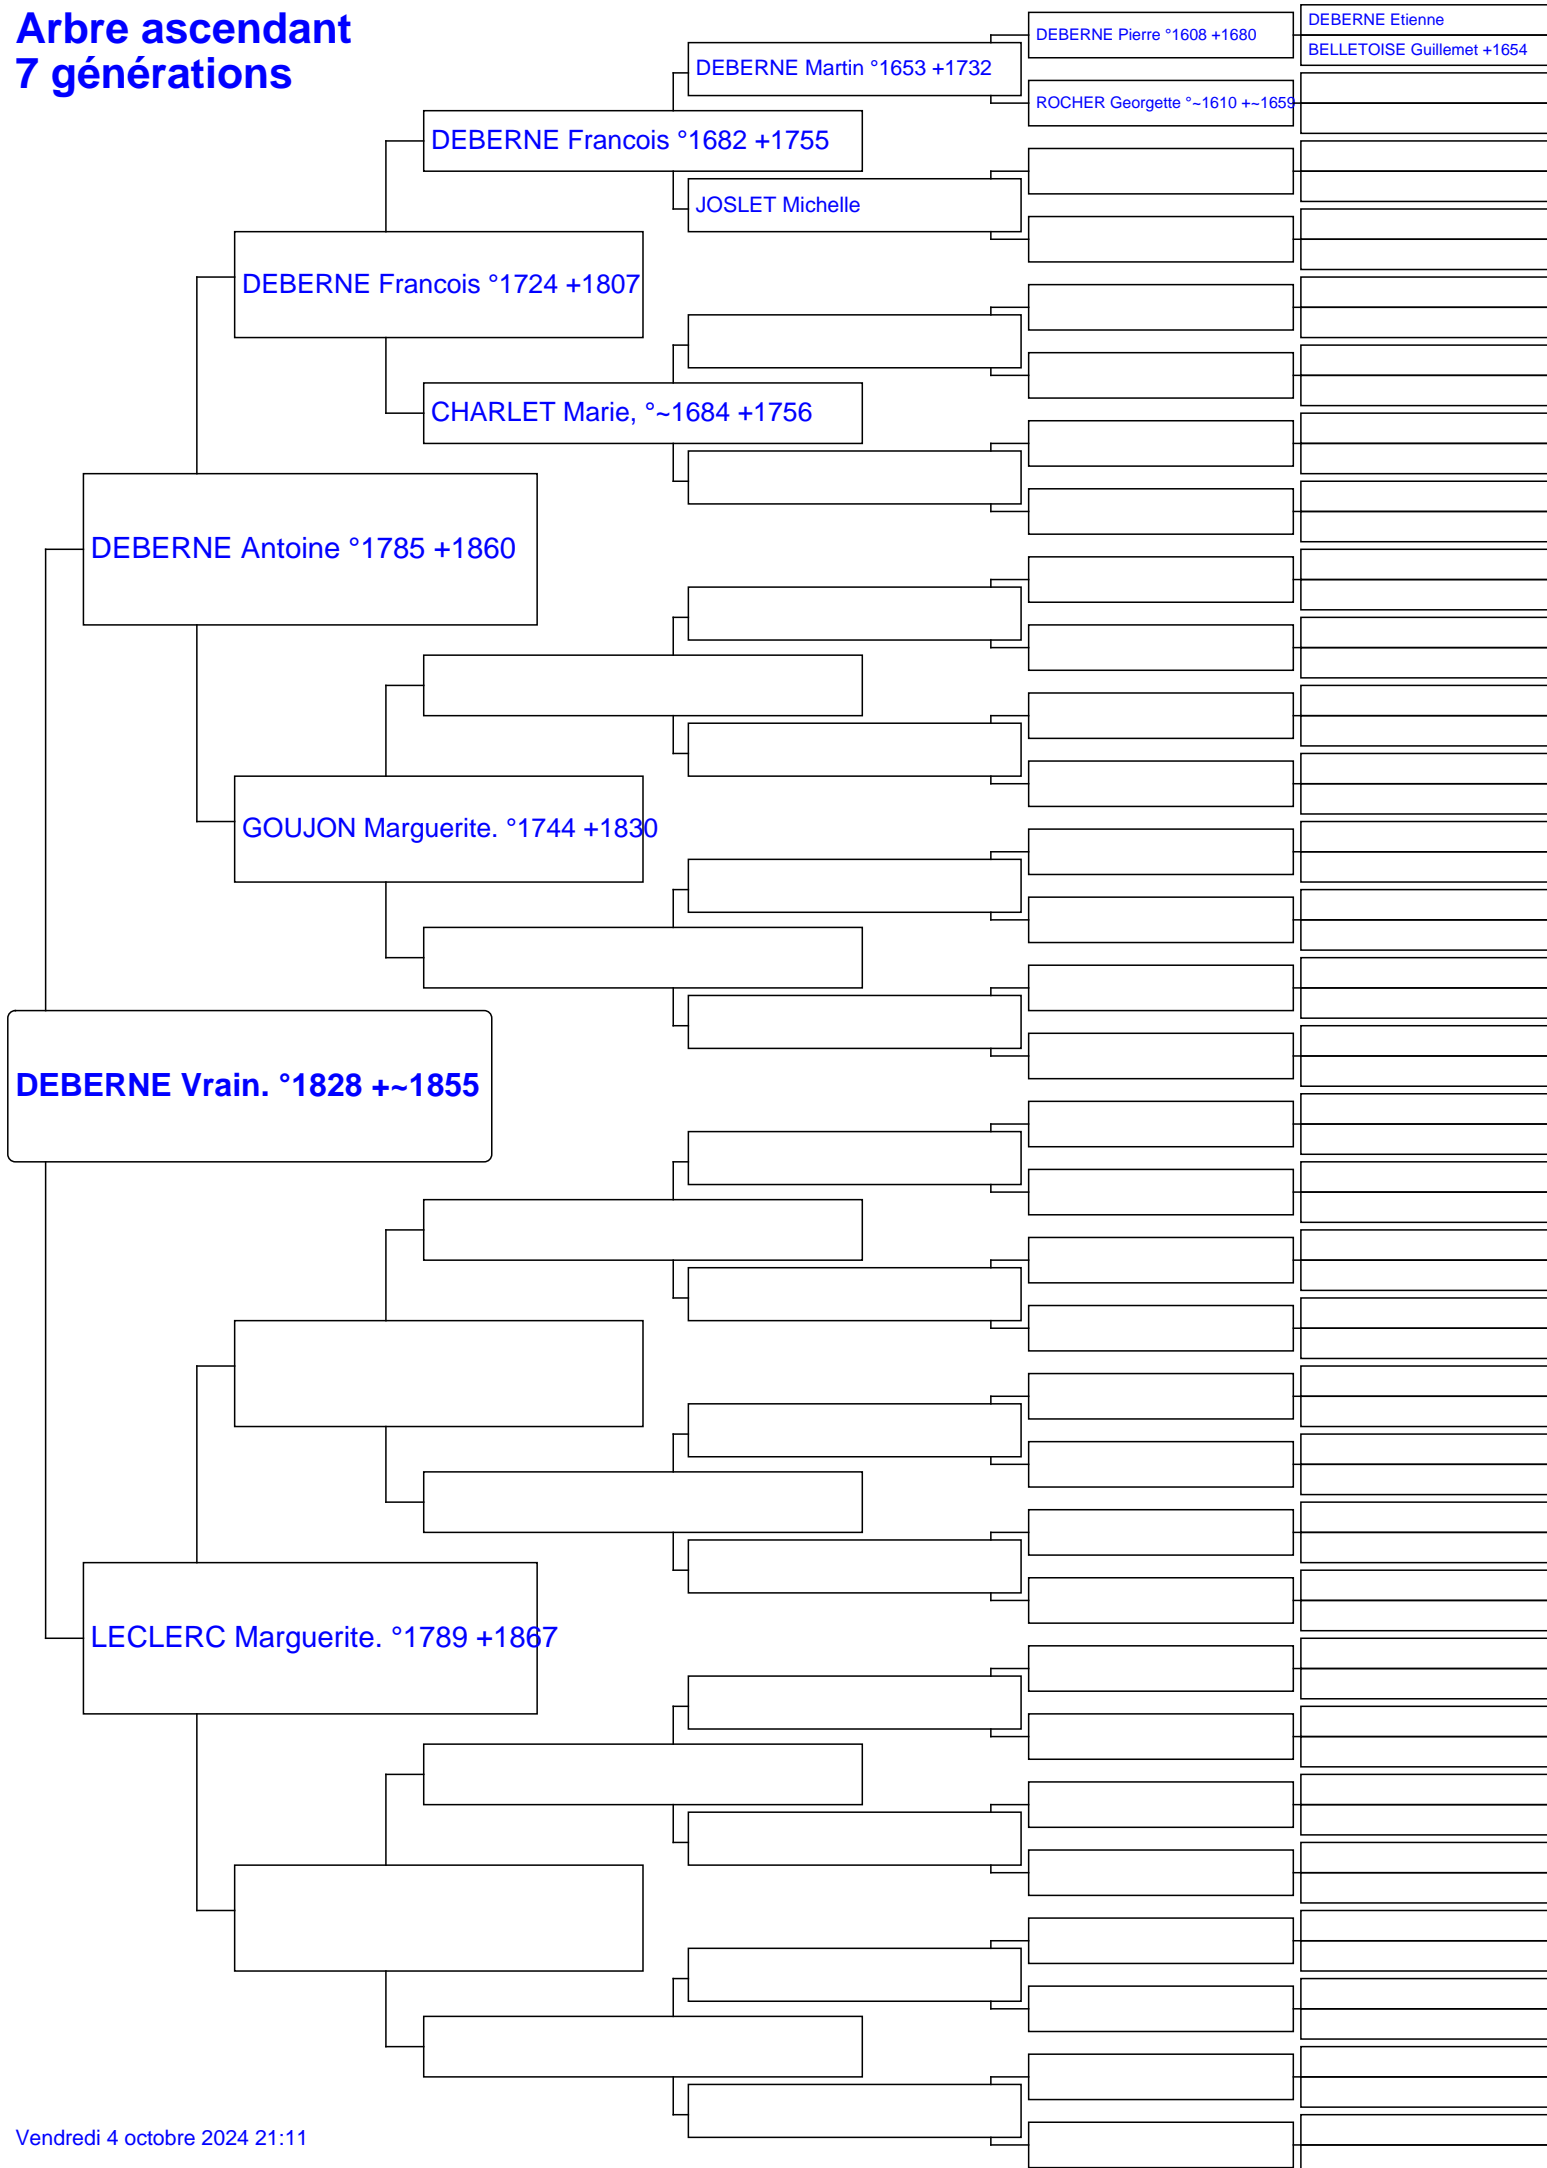 Arbre ascendant
7 générations
DEBERNE Etienne
DEBERNE Pierre °1608 +1680
BELLETOISE Guillemet +1654
DEBERNE Martin °1653 +1732
ROCHER Georgette °~1610 +~1659
DEBERNE Francois °1682 +1755
JOSLET Michelle
DEBERNE Francois °1724 +1807
CHARLET Marie, °~1684 +1756
DEBERNE Antoine °1785 +1860
GOUJON Marguerite. °1744 +1830
DEBERNE Vrain. °1828 +~1855
LECLERC Marguerite. °1789 +1867
Vendredi 4 octobre 2024 21:11